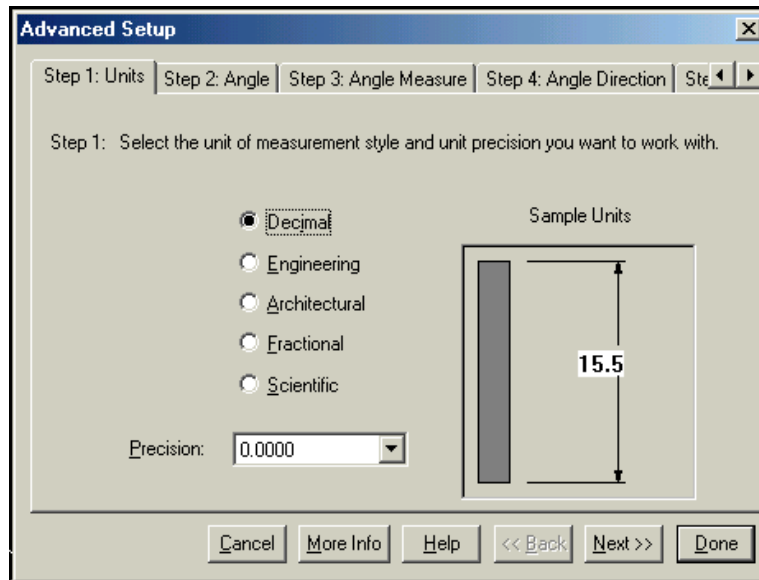 Advanced Setup
Step 1: Units Step 2: Angle Step 3: Angle Measure Step 4: Angle Direction Ste
Step 1: Select the unit of measurement style and unit precision you want to work with.
Sample Units
Decimal
Engineering
Architectural
Fractional
Scientific
15.5
Precision: 0.0000
Cancel More Info Help << Back Next >> Done